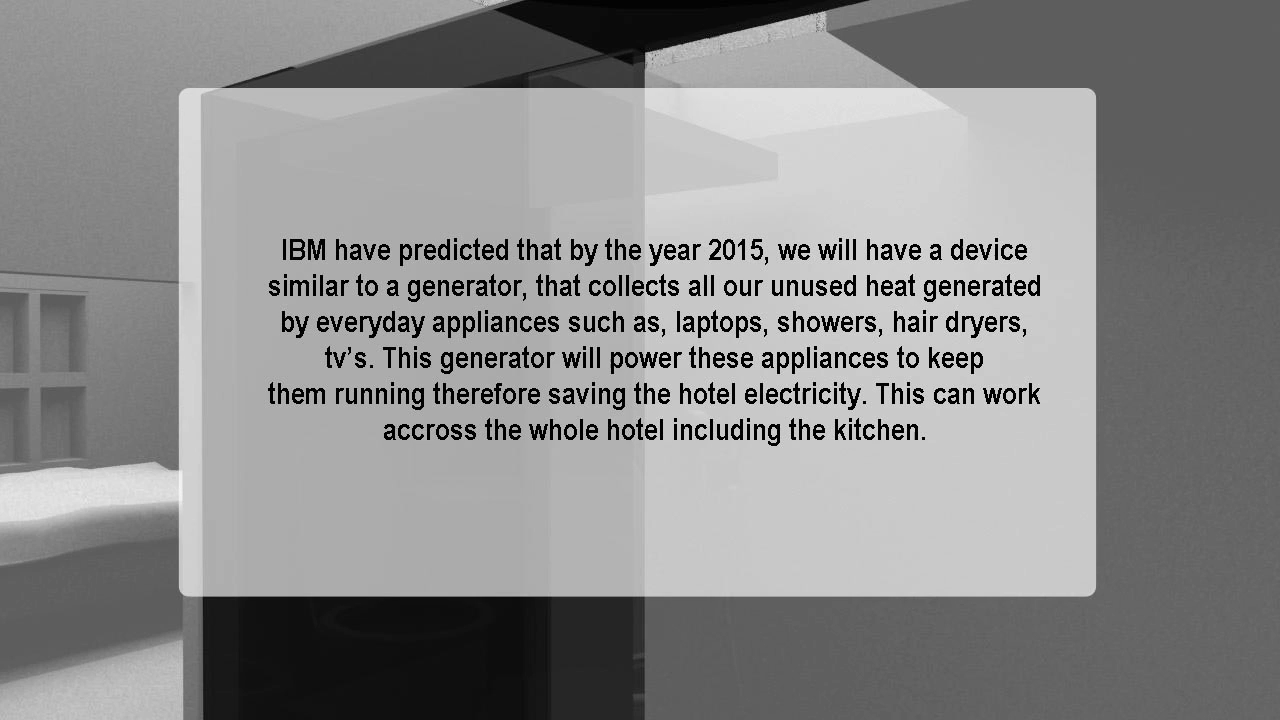 IBM have predicted that by the year 2015, we will have a device
similar to a generator, that collects all our unused heat generated
by everyday appliances such as, laptops, showers, hair dryers,
tv’s. This generator will power these appliances to keep
them running therefore saving the hotel electricity. This can work
accross the whole hotel including the kitchen.